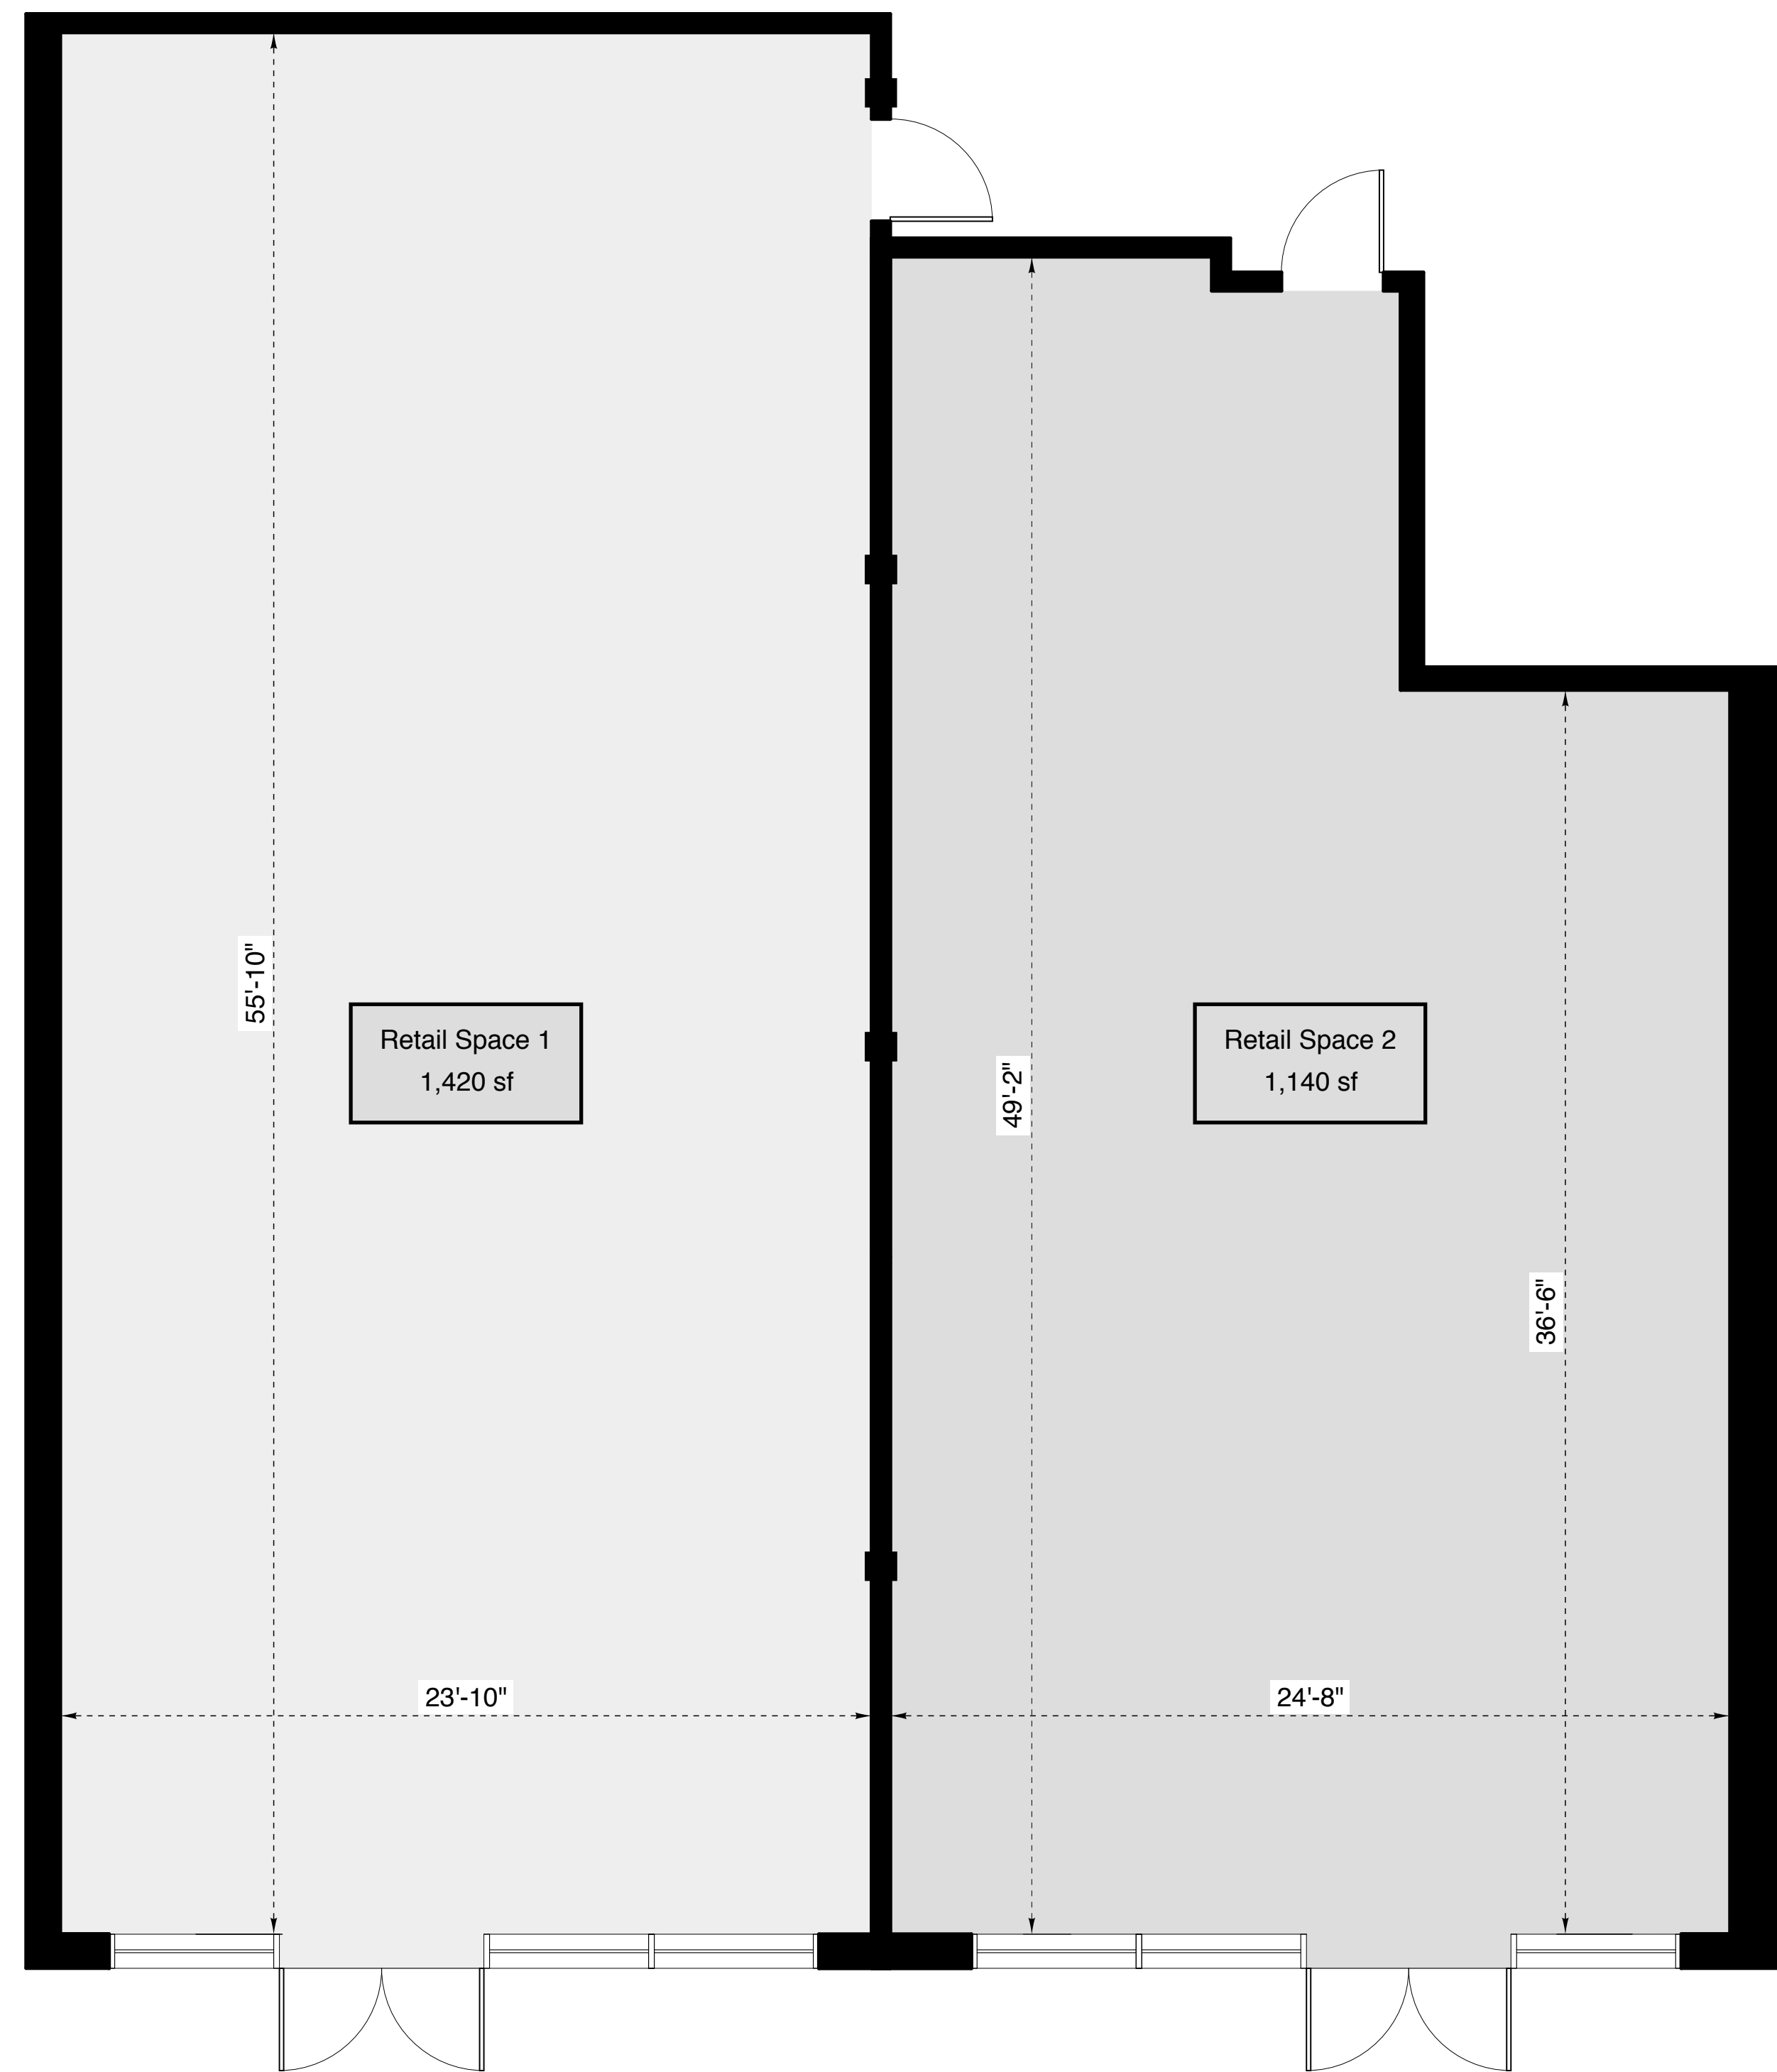 55'-10"
Retail Space 1
1,420 sf
23'-10"
49'-2"
Retail Space 2
1,140 sf
36'-6"
24'-8"